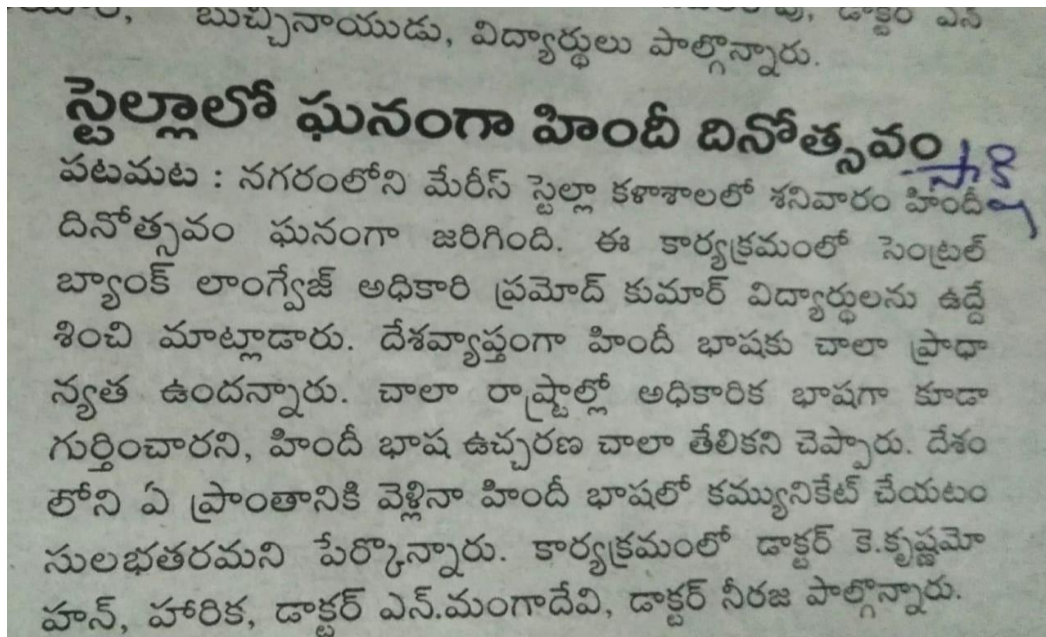 బుచ్చినాయుడు, విద్యార్థులు పాల్గొన్నారు.
స్టెల్లాలో ఘనంగా హిందీ దినోత్సవం
సాక్షి
పటమట : నగరంలోని మేరీస్ స్టెల్లా కళాశాలలో శనివారం హిందీ
దినోత్సవం ఘనంగా జరిగింది. ఈ కార్యక్రమంలో సెంట్రల్
బ్యాంక్ లాంగ్వేజ్ అధికారి ప్రమోద్ కుమార్ విద్యార్థులను ఉద్దే
శించి మాట్లాడారు. దేశవ్యాప్తంగా హిందీ భాషకు చాలా ప్రాధా
న్యత ఉందన్నారు. చాలా రాష్ట్రాల్లో అధికారిక భాషగా కూడా
గుర్తించారని, హిందీ భాష ఉచ్చరణ చాలా తేలికని చెప్పారు. దేశం
లోని ఏ ప్రాంతానికి వెళ్లినా హిందీ భాషలో కమ్యునికేట్ చేయటం
సులభతరమని పేర్కొన్నారు. కార్యక్రమంలో డాక్టర్ కె.కృష్ణమో
హన్, హారిక, డాక్టర్ ఎన్.మంగాదేవి, డాక్టర్ నీరజ పాల్గొన్నారు.